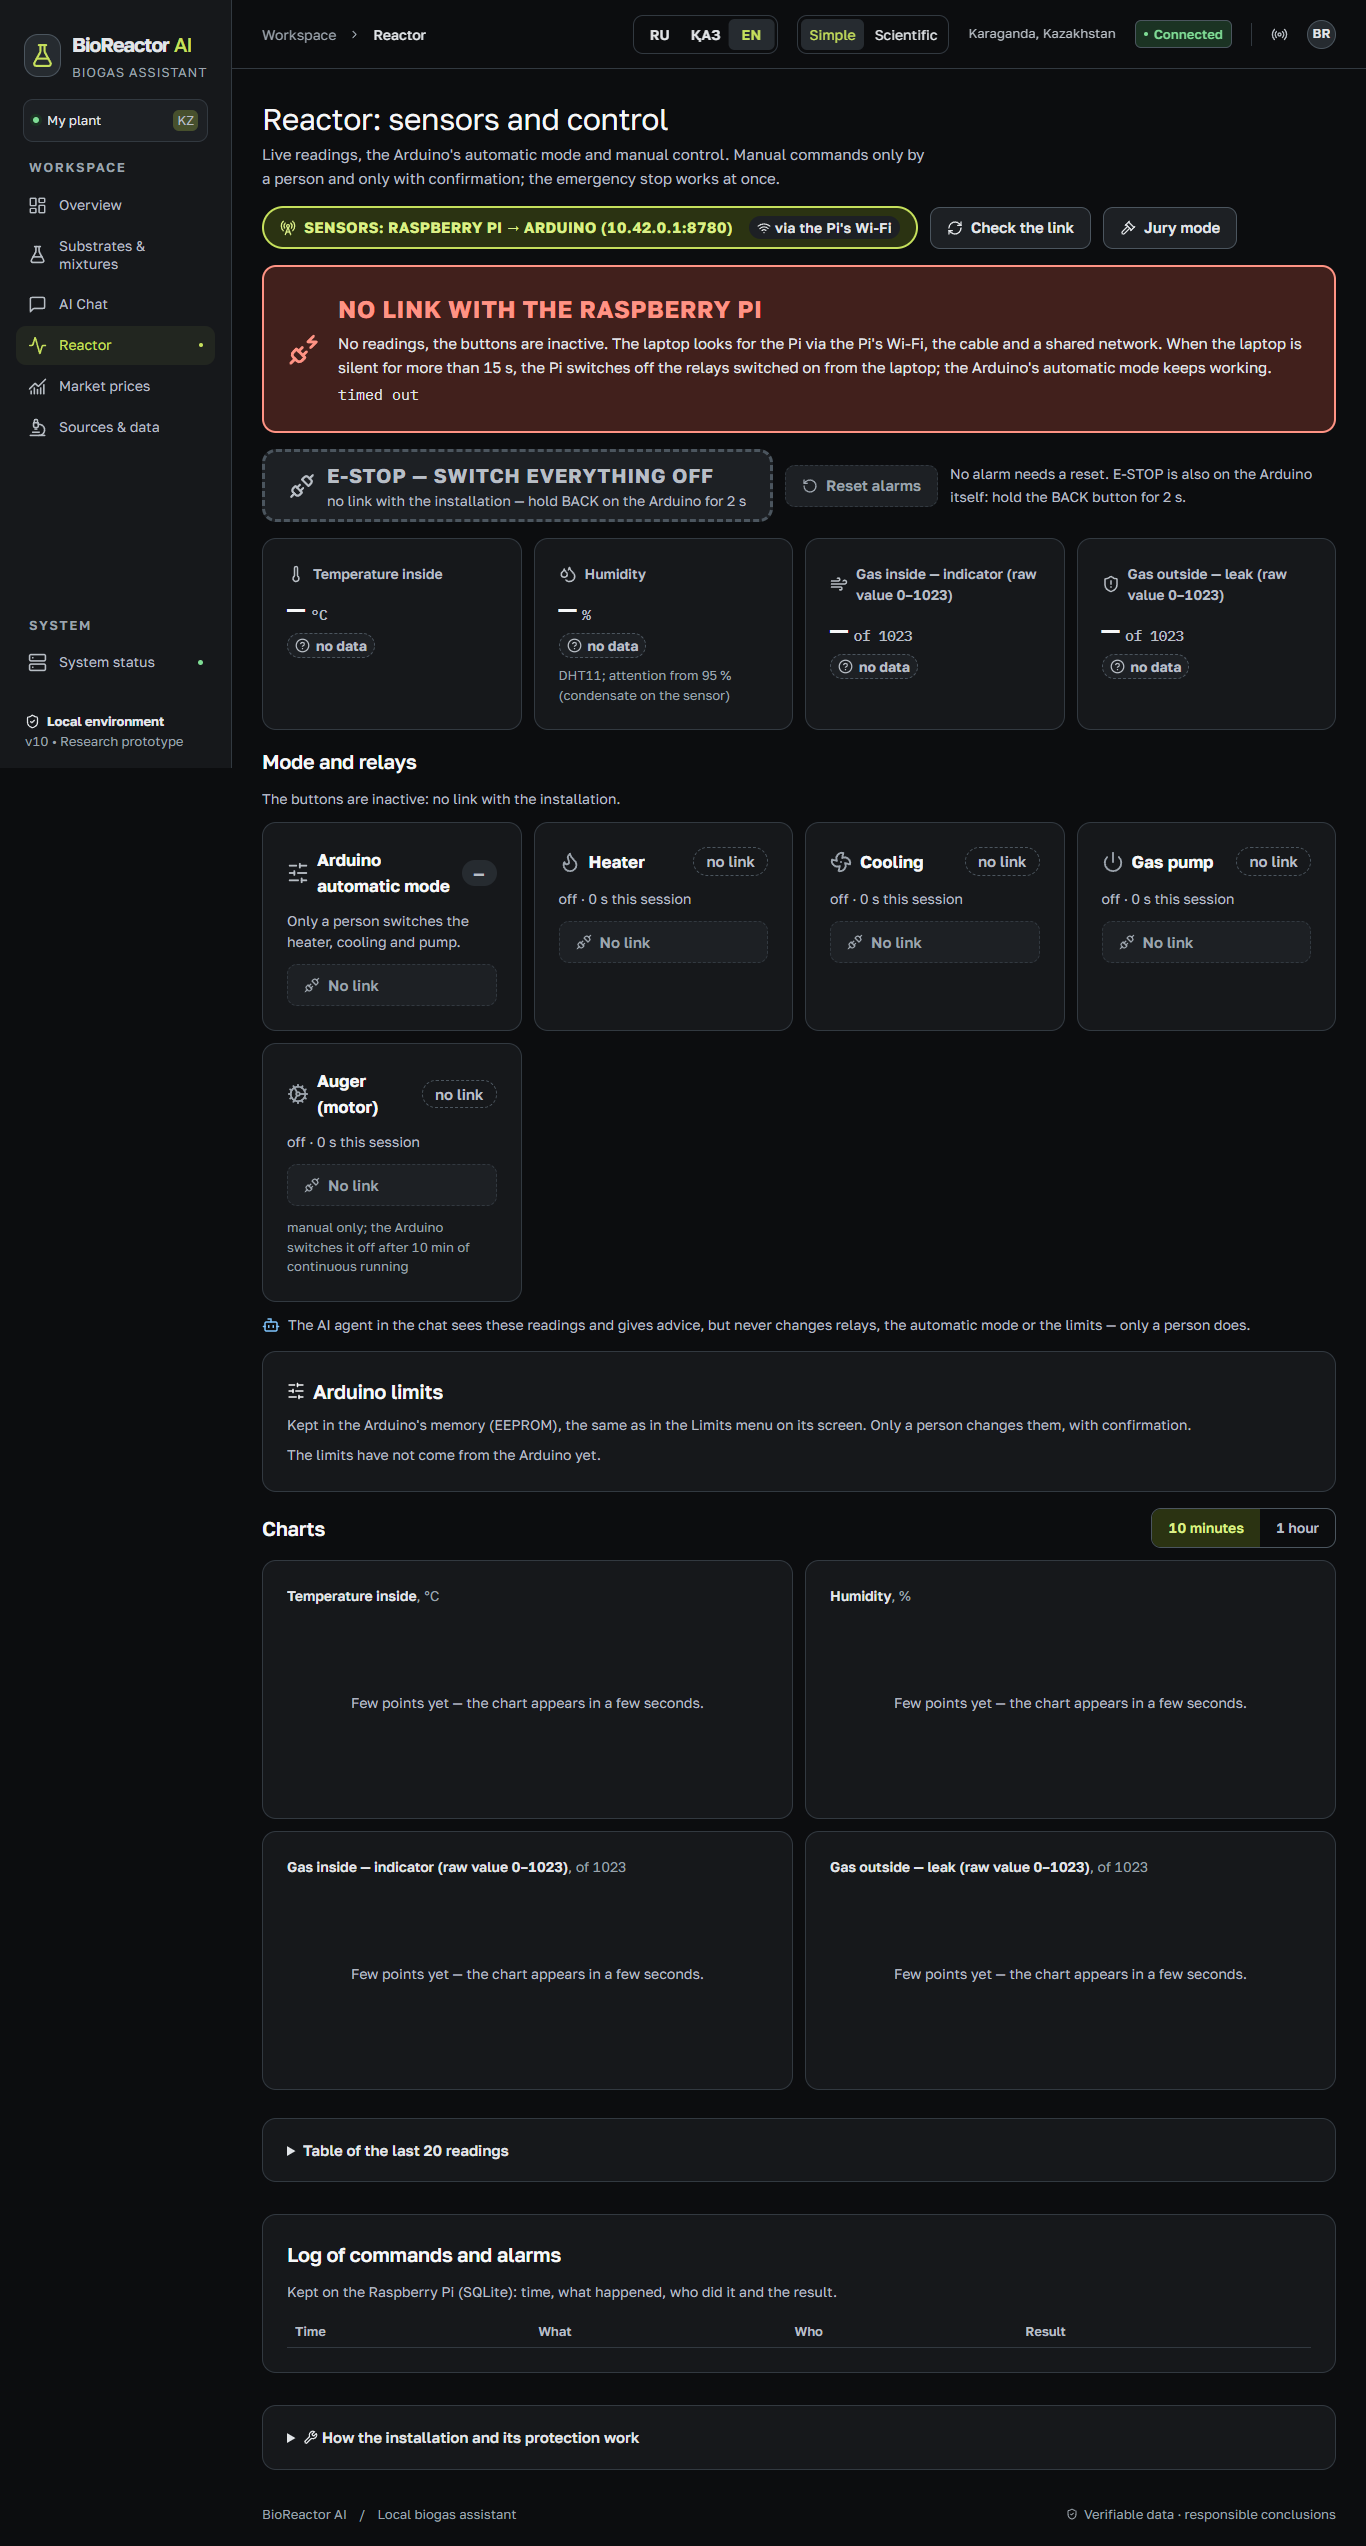 BioReactor AI
BIOGAS ASSISTANT
My plant
KZ
WORKSPACE
Overview
Substrates &
mixtures
AI Chat
Reactor
Market prices
Sources & data
SYSTEM
System status
Local environment
v10 • Research prototype
Workspace > Reactor
RU ҚАЗ EN
Simple Scientific
Karaganda, Kazakhstan
• Connected
BR
Reactor: sensors and control
Live readings, the Arduino's automatic mode and manual control. Manual commands only by
a person and only with confirmation; the emergency stop works at once.
SENSORS: RASPBERRY PI → ARDUINO (10.42.0.1:8780)
via the Pi's Wi-Fi
Check the link
Jury mode
NO LINK WITH THE RASPBERRY PI
No readings, the buttons are inactive. The laptop looks for the Pi via the Pi's Wi-Fi, the cable and a shared network. When the laptop is
silent for more than 15 s, the Pi switches off the relays switched on from the laptop; the Arduino's automatic mode keeps working.
timed out
E-STOP — SWITCH EVERYTHING OFF
no link with the installation — hold BACK on the Arduino for 2 s
Reset alarms
No alarm needs a reset. E-STOP is also on the Arduino
itself: hold the BACK button for 2 s.
Temperature inside
— °C
no data
Humidity
— %
no data
DHT11; attention from 95 %
(condensate on the sensor)
Gas inside — indicator (raw
value 0–1023)
— of 1023
no data
Gas outside — leak (raw
value 0–1023)
— of 1023
no data
Mode and relays
The buttons are inactive: no link with the installation.
Arduino
automatic mode
—
Only a person switches the
heater, cooling and pump.
No link
Heater
no link
off · 0 s this session
No link
Cooling
no link
off · 0 s this session
No link
Gas pump
no link
off · 0 s this session
No link
Auger
(motor)
no link
off · 0 s this session
No link
manual only; the Arduino
switches it off after 10 min of
continuous running
The AI agent in the chat sees these readings and gives advice, but never changes relays, the automatic mode or the limits — only a person does.
Arduino limits
Kept in the Arduino's memory (EEPROM), the same as in the Limits menu on its screen. Only a person changes them, with confirmation.
The limits have not come from the Arduino yet.
Charts
10 minutes 1 hour
Temperature inside, °C
Few points yet — the chart appears in a few seconds.
Humidity, %
Few points yet — the chart appears in a few seconds.
Gas inside — indicator (raw value 0–1023), of 1023
Few points yet — the chart appears in a few seconds.
Gas outside — leak (raw value 0–1023), of 1023
Few points yet — the chart appears in a few seconds.
Table of the last 20 readings
Log of commands and alarms
Kept on the Raspberry Pi (SQLite): time, what happened, who did it and the result.
Time What Who Result
How the installation and its protection work
BioReactor AI / Local biogas assistant
Verifiable data · responsible conclusions